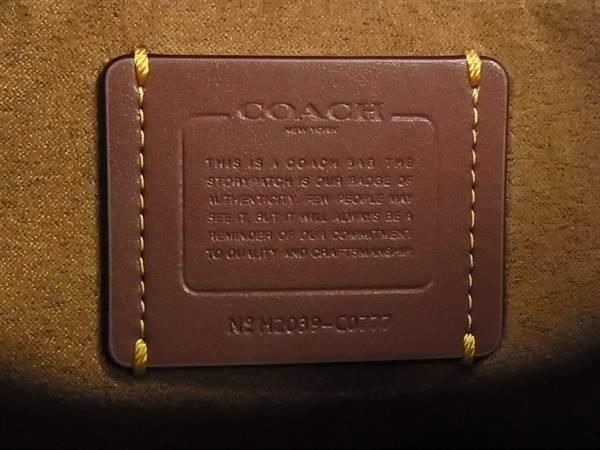 COACH
NEW YORK
THIS IS A COACH BAG. THE
STORYPATCH IS OUR BADGE OF
AUTHENTICITY. FEW PEOPLE MAY
SEE IT, BUT IT WILL ALWAYS BE A
REMINDER OF OUR COMMITMENT
TO QUALITY AND CRAFTSMANSHIP.
Nº H2039-C0777